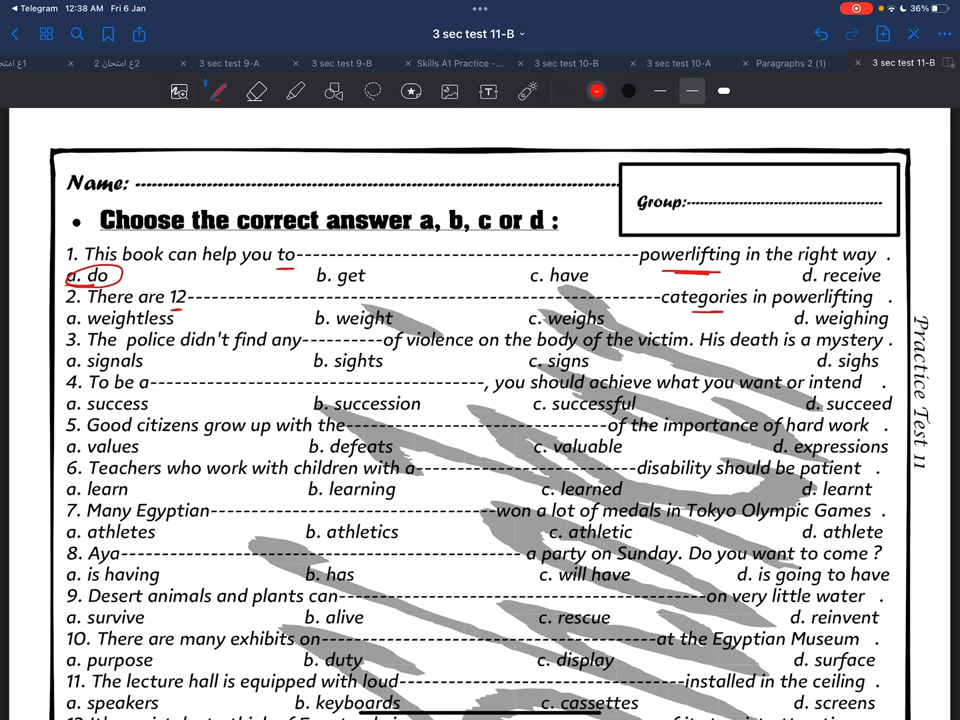 Telegram 12:38 AM Fri 6 Jan 36%
3 sec test 11-B
1ع امتحان 2ع امتحان 2 3 sec test 9-A 3 sec test 9-B Skills A1 Practice -... 3 sec test 10-B 3 sec test 10-A Paragraphs 2 (1) 3 sec test 11-B
Name: ------------------------------------------------------------
Group:------------------------------------------
• Choose the correct answer a, b, c or d :
1. This book can help you to------------------------------------------powerlifting in the right way .
a. do b. get c. have d. receive
2. There are 12------------------------------------------------------categories in powerlifting .
a. weightless b. weight c. weighs d. weighing
3. The police didn't find any----------of violence on the body of the victim. His death is a mystery .
a. signals b. sights c. signs d. sighs
4. To be a--------------------------------------, you should achieve what you want or intend .
a. success b. succession c. successful d. succeed
5. Good citizens grow up with the------------------------------of the importance of hard work .
a. values b. defeats c. valuable d. expressions
6. Teachers who work with children with a-------------------------disability should be patient .
a. learn b. learning c. learned d. learnt
7. Many Egyptian---------------------------------won a lot of medals in Tokyo Olympic Games .
a. athletes b. athletics c. athletic d. athlete
8. Aya----------------------------------------------a party on Sunday. Do you want to come ?
a. is having b. has c. will have d. is going to have
9. Desert animals and plants can------------------------------------------on very little water .
a. survive b. alive c. rescue d. reinvent
10. There are many exhibits on--------------------------------------at the Egyptian Museum .
a. purpose b. duty c. display d. surface
11. The lecture hall is equipped with loud---------------------------------installed in the ceiling .
a. speakers b. keyboards c. cassettes d. screens
Practice Test 11